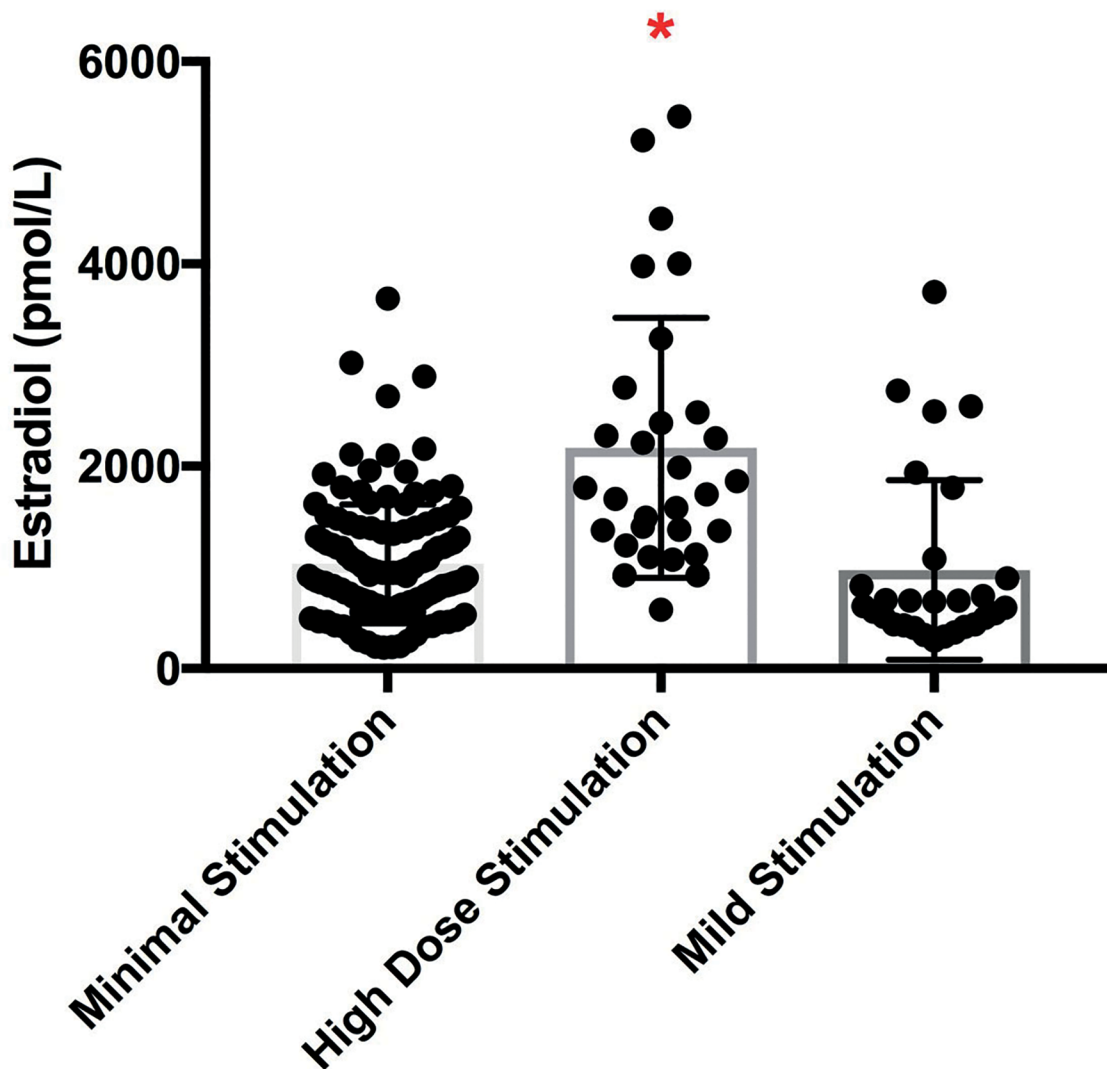 *
6000
4000
2000
0
Estradiol (pmol/L)
Minimal Stimulation
High Dose Stimulation
Mild Stimulation